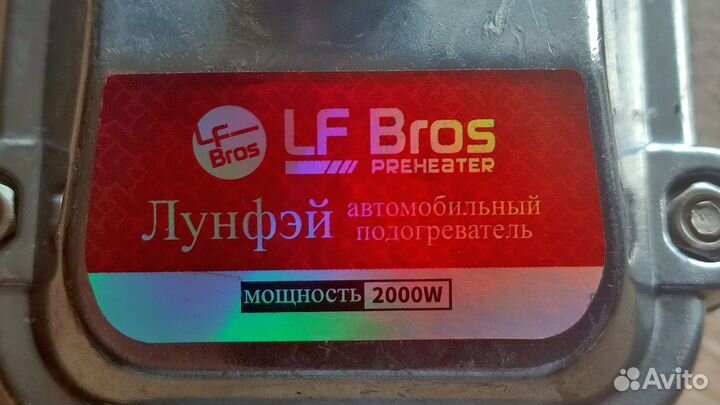 LF
Bros
LF Bros
PREHEATER
Лунфэй автомобильный
подогреватель
мощность 2000W
Avito